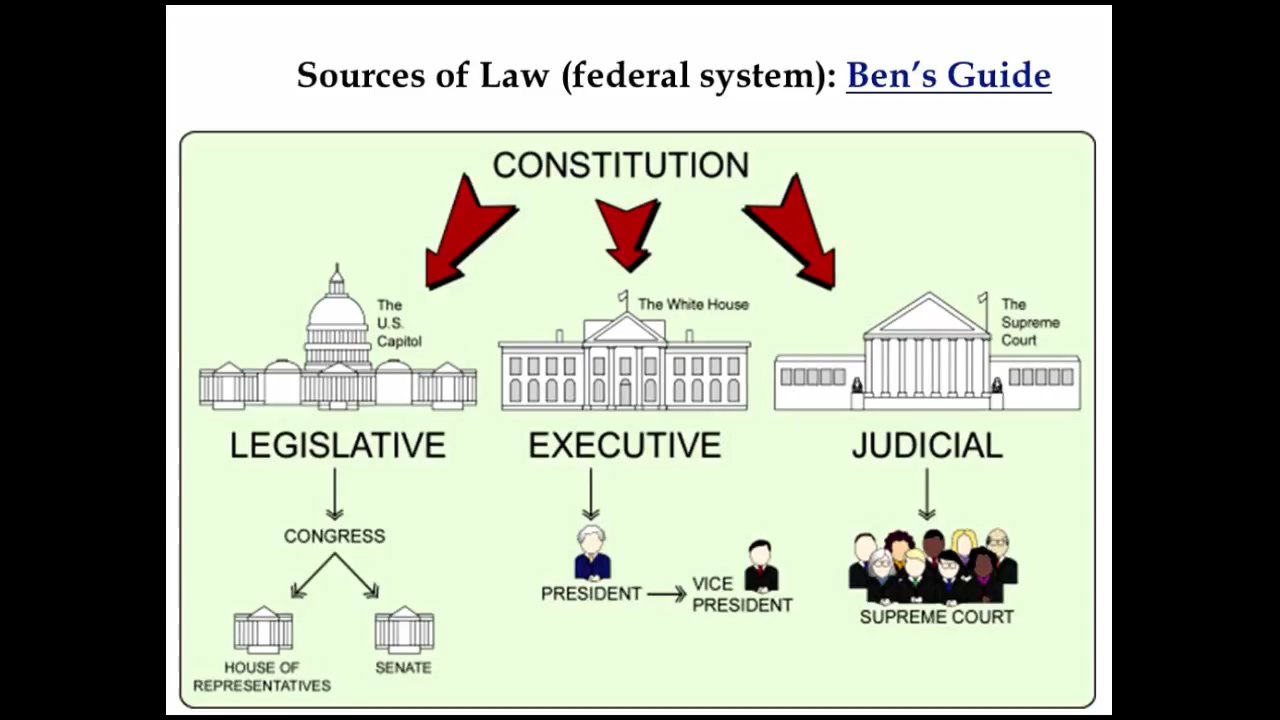 Sources of Law (federal system): Ben's Guide
CONSTITUTION
The
U.S.
Capitol
The White House
The
Supreme
Court
LEGISLATIVE
EXECUTIVE
JUDICIAL
CONGRESS
PRESIDENT
VICE
PRESIDENT
SUPREME COURT
HOUSE OF
REPRESENTATIVES
SENATE